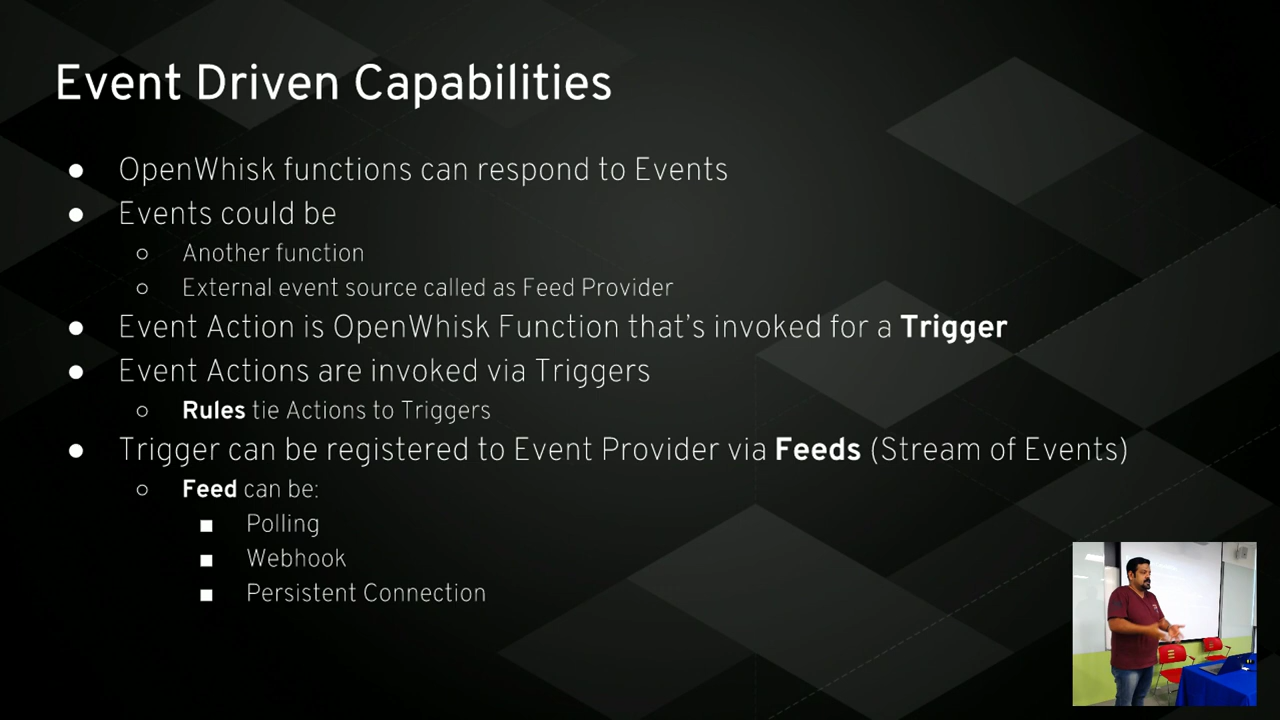 Event Driven Capabilities
● OpenWhisk functions can respond to Events
● Events could be
○ Another function
○ External event source called as Feed Provider
● Event Action is OpenWhisk Function that's invoked for a Trigger
● Event Actions are invoked via Triggers
○ Rules tie Actions to Triggers
● Trigger can be registered to Event Provider via Feeds (Stream of Events)
○ Feed can be:
■ Polling
■ Webhook
■ Persistent Connection